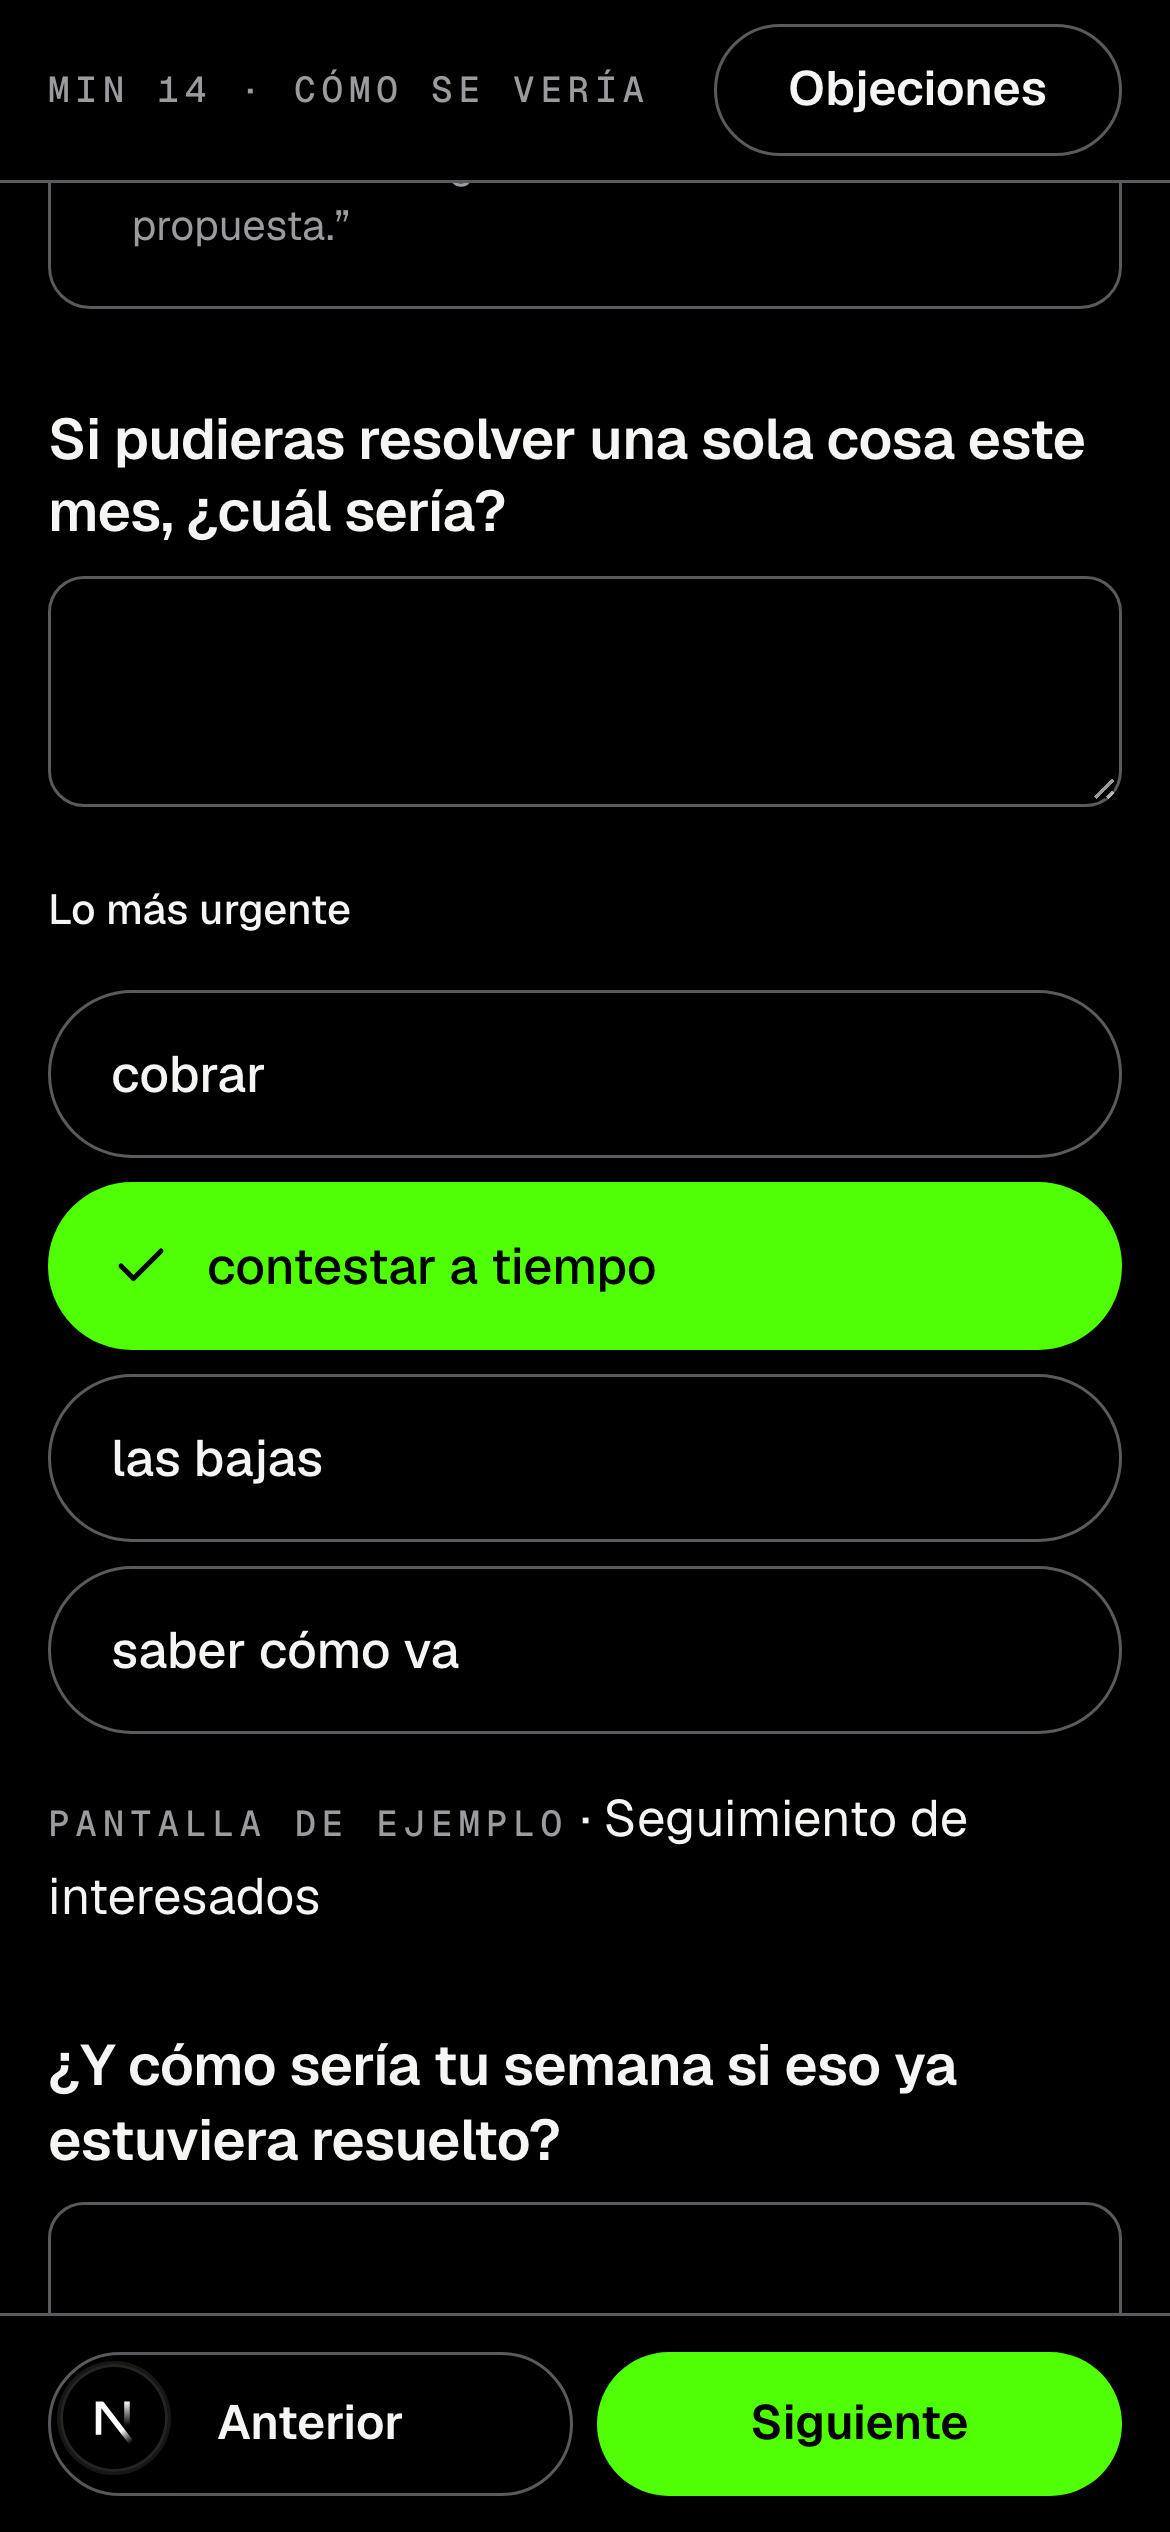 MIN 14 · CÓMO SE VERÍA
Objeciones
propuesta.”
Si pudieras resolver una sola cosa este
mes, ¿cuál sería?
Lo más urgente
cobrar
contestar a tiempo
las bajas
saber cómo va
PANTALLA DE EJEMPLO · Seguimiento de
interesados
¿Y cómo sería tu semana si eso ya
estuviera resuelto?
N
Anterior
Siguiente